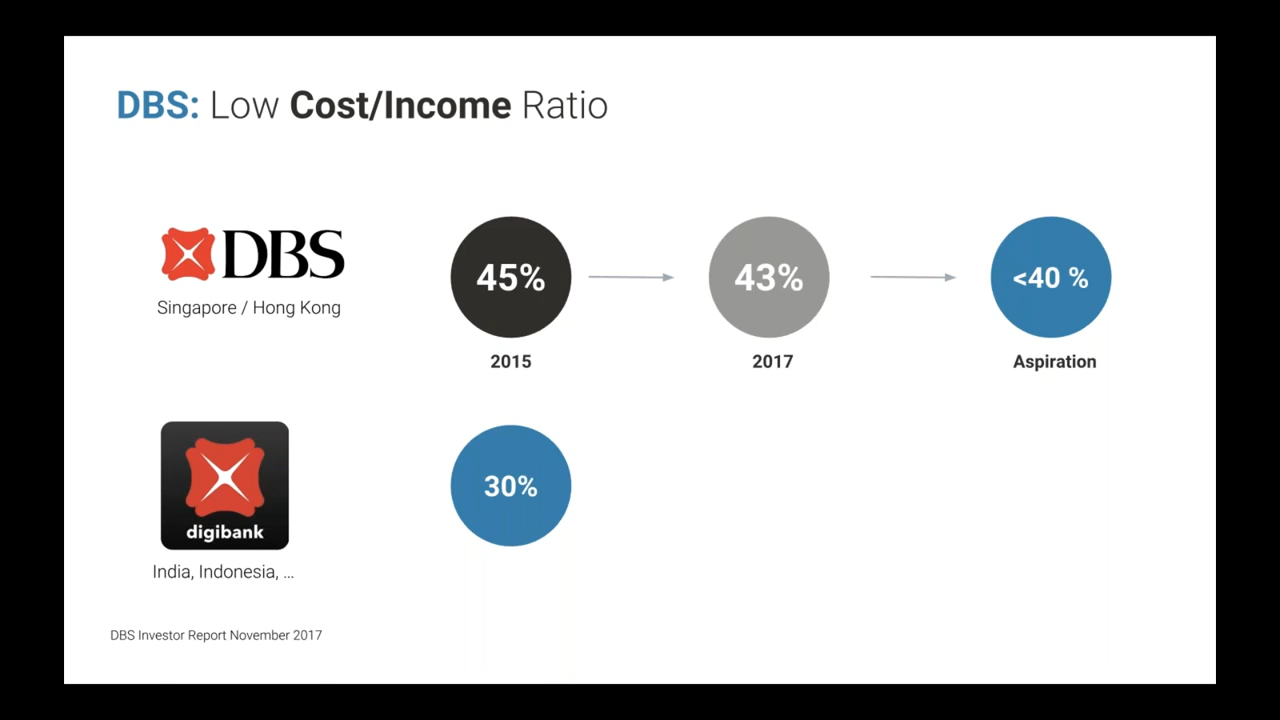 DBS: Low Cost/Income Ratio
DBS
Singapore / Hong Kong
45%
43%
<40 %
2015
2017
Aspiration
digibank
India, Indonesia, ...
30%
DBS Investor Report November 2017